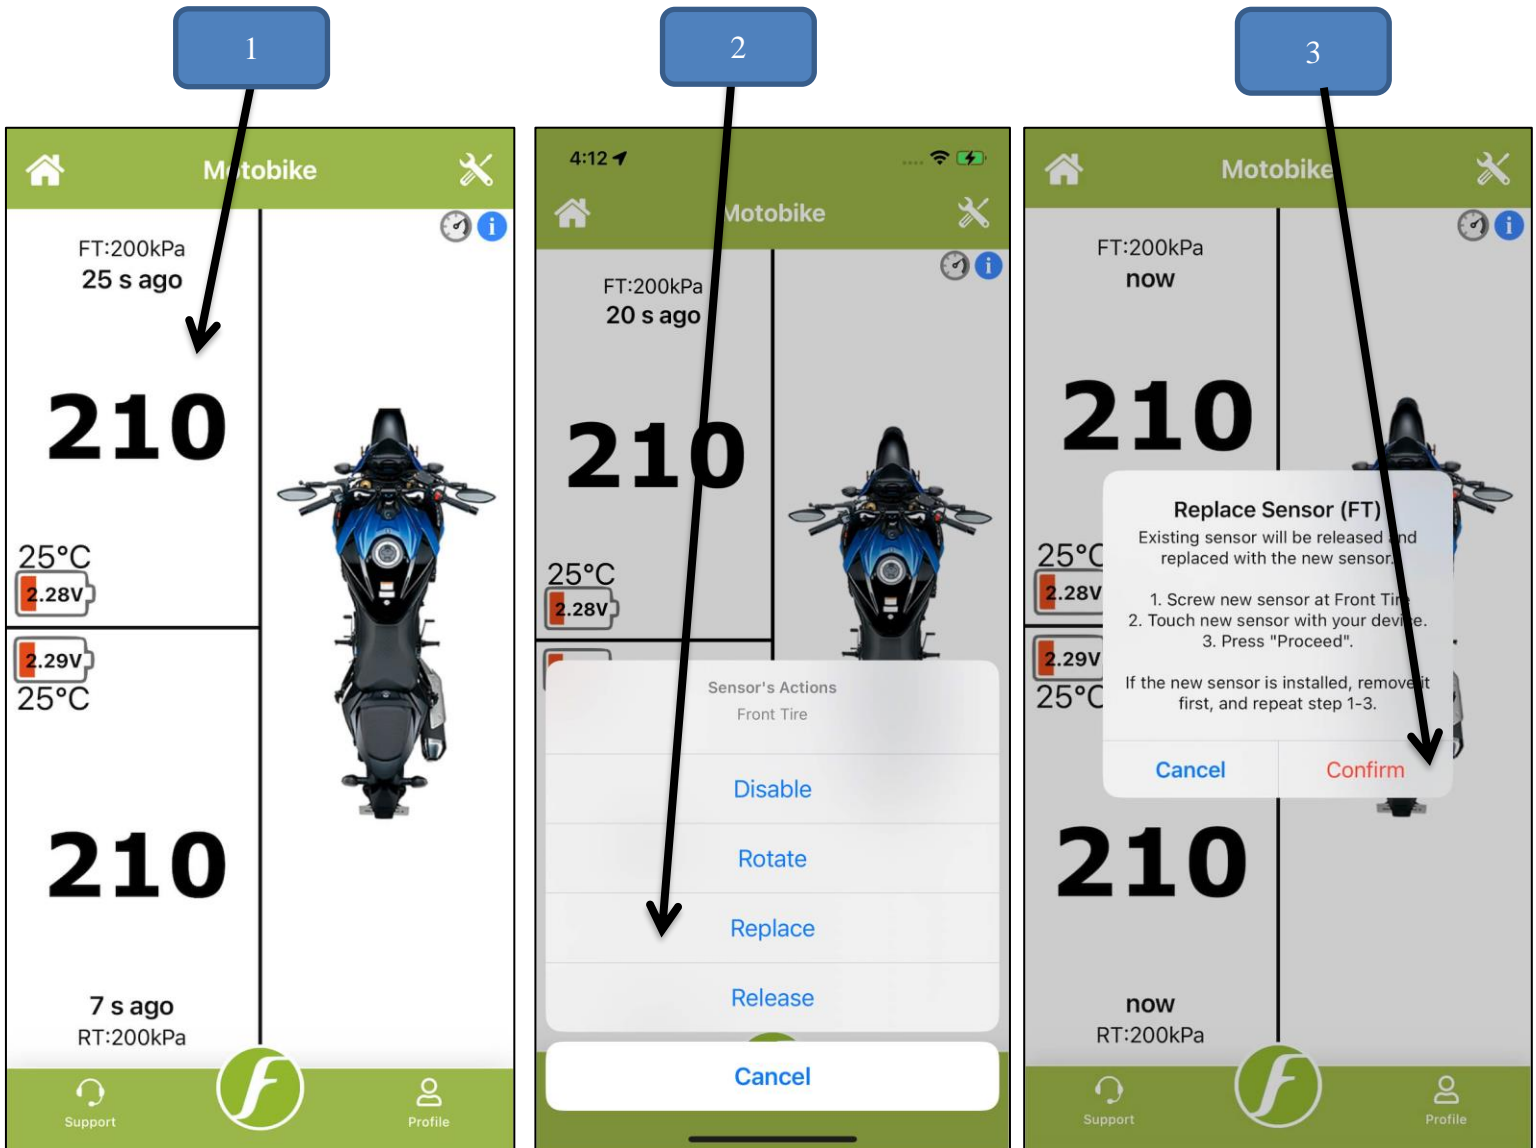 1
2
3
Motobike
FT:200kPa
25 s ago
210
25°C
2.28V
2.29V
25°C
210
7 s ago
RT:200kPa
Support
Profile
4:12
Motobike
FT:200kPa
20 s ago
210
25°C
2.28V
Sensor's Actions
Front Tire
Disable
Rotate
Replace
Release
Cancel
Motobike
FT:200kPa
now
210
25°C
2.28V
Replace Sensor (FT)
Existing sensor will be released and
replaced with the new sensor.
1. Screw new sensor at Front Tire
2. Touch new sensor with your device.
3. Press "Proceed".
If the new sensor is installed, remove it
first, and repeat step 1-3.
Cancel
Confirm
2.29V
25°C
210
now
RT:200kPa
Support
Profile